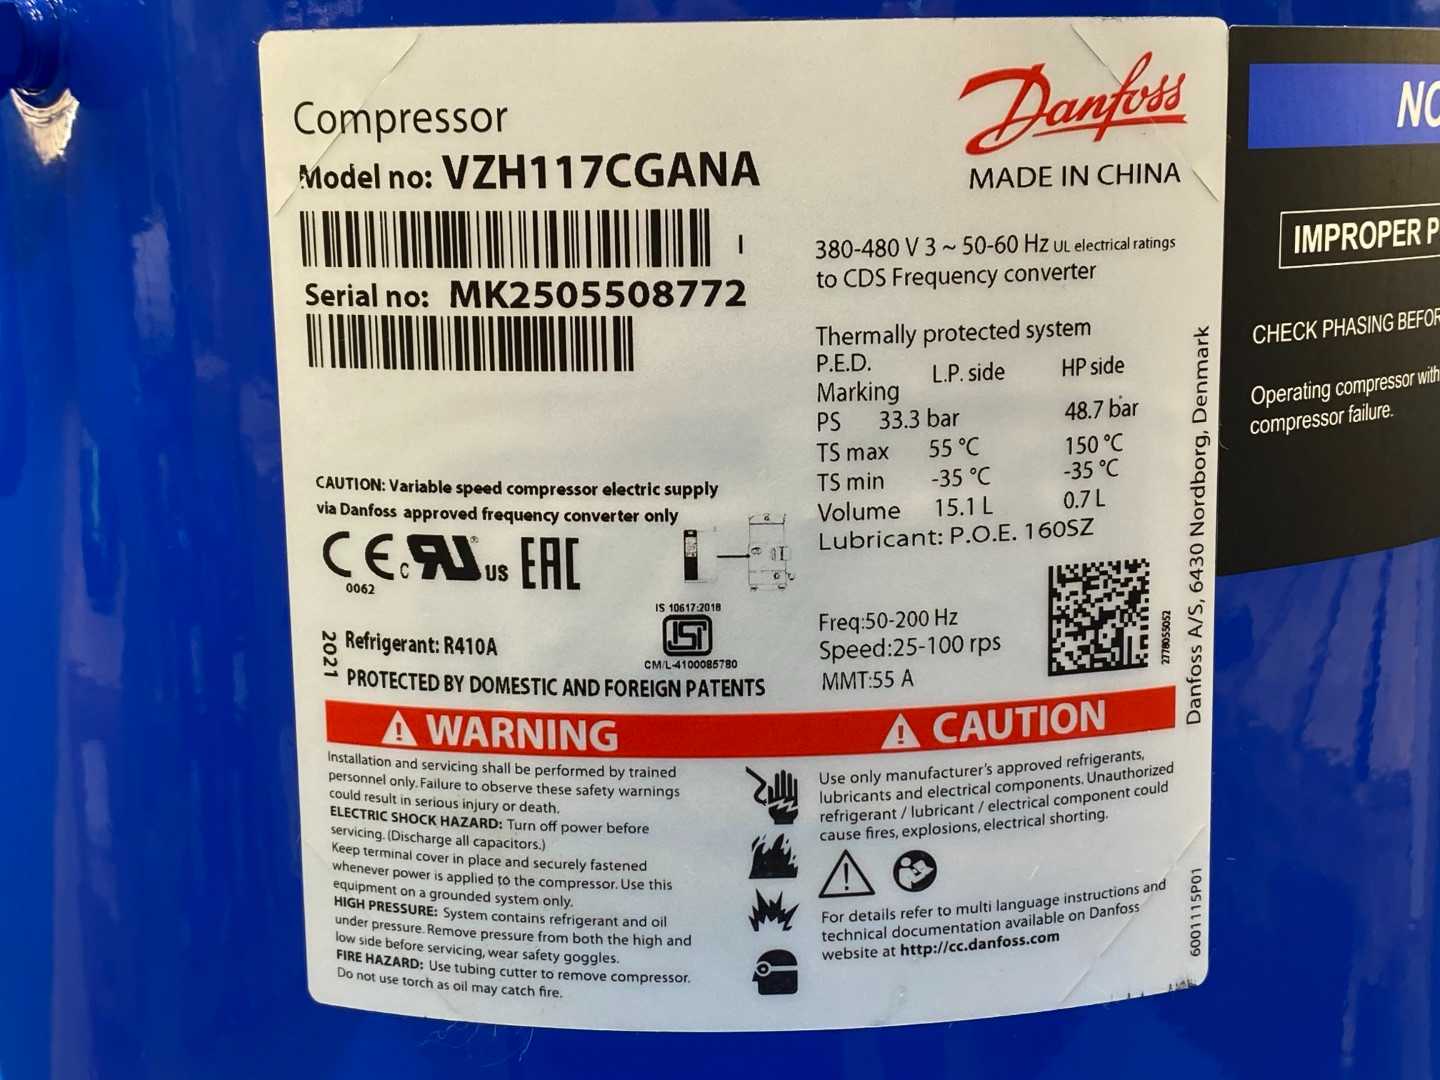 Compressor
Model no: VZH117CGANA
I
Serial no: MK2505508772
CAUTION: Variable speed compressor electric supply
via Danfoss approved frequency converter only
CE
0062
c RU ® US
EAC
IS 10617:2018
ISI
CM/L-4100085780
2021
Refrigerant: R410A
PROTECTED BY DOMESTIC AND FOREIGN PATENTS
Danfoss
MADE IN CHINA
380-480 V 3 ~ 50-60 Hz UL electrical ratings
to CDS Frequency converter
Thermally protected system
P.E.D. L.P. side HP side
Marking
PS 33.3 bar 48.7 bar
TS max 55 °C 150 °C
TS min -35 °C -35 °C
Volume 15.1 L 0.7 L
Lubricant: P.O.E. 160SZ
Freq:50-200 Hz
Speed:25-100 rps
MMT:55 A
2778055052
Danfoss A/S, 6430 Nordborg, Denmark
WARNING
Installation and servicing shall be performed by trained
personnel only. Failure to observe these safety warnings
could result in serious injury or death.
ELECTRIC SHOCK HAZARD: Turn off power before
servicing. (Discharge all capacitors.)
Keep terminal cover in place and securely fastened
whenever power is applied to the compressor. Use this
equipment on a grounded system only.
HIGH PRESSURE: System contains refrigerant and oil
under pressure. Remove pressure from both the high and
low side before servicing, wear safety goggles.
FIRE HAZARD: Use tubing cutter to remove compressor.
Do not use torch as oil may catch fire.
CAUTION
Use only manufacturer's approved refrigerants,
lubricants and electrical components. Unauthorized
refrigerant / lubricant / electrical component could
cause fires, explosions, electrical shorting.
For details refer to multi language instructions and
technical documentation available on Danfoss
website at http://cc.danfoss.com
6001115P01
IMPROPER P
CHECK PHASING BEFOR
Operating compressor with
compressor failure.